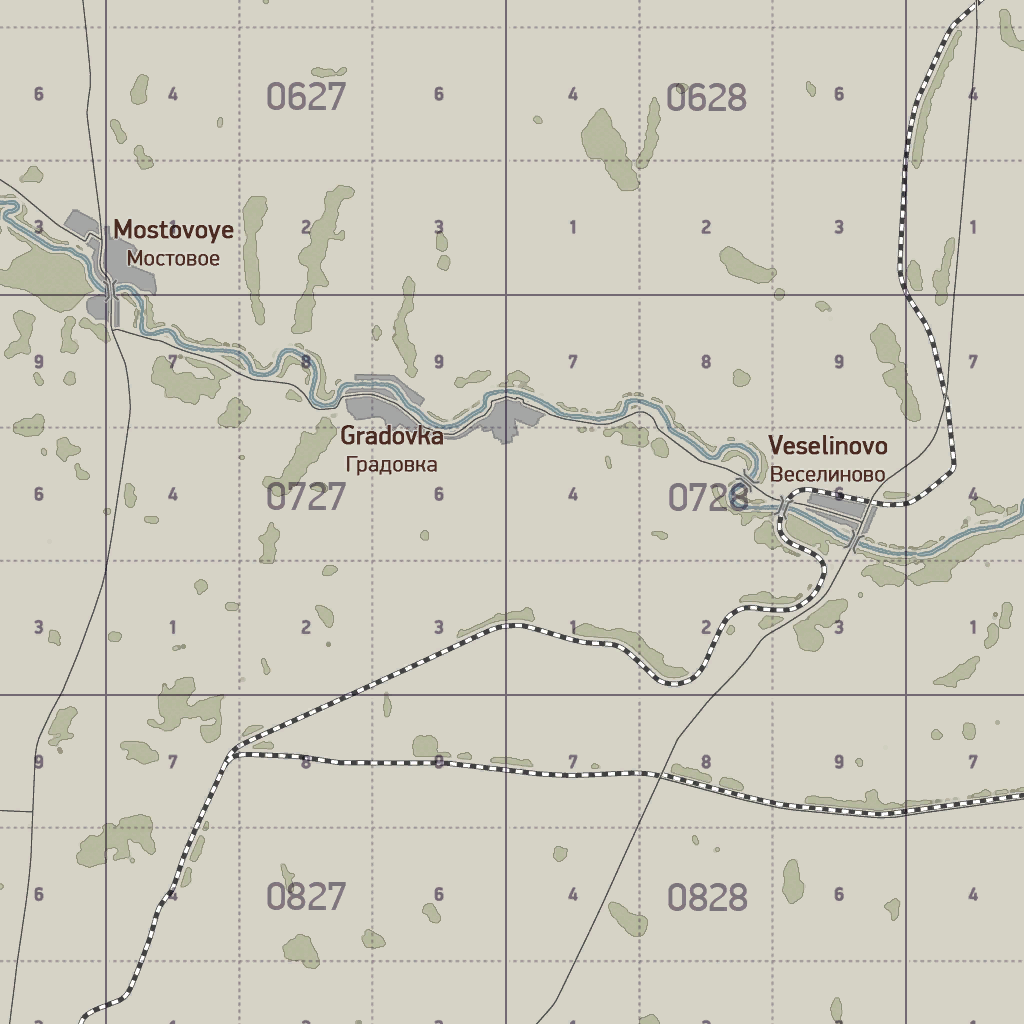 6 4 0627 6 4 0628 6 4
3 Mostovoye 1 2 3 1 2 3 1
Мостовое
9 7 8 9 7 8 9 7
Gradovka
Градовка
Veselinovo
Веселиново
6 4 0727 6 4 0728 6 4
3 1 2 3 1 2 3 1
9 7 8 9 7 8 9 7
6 4 0827 6 4 0828 6 4